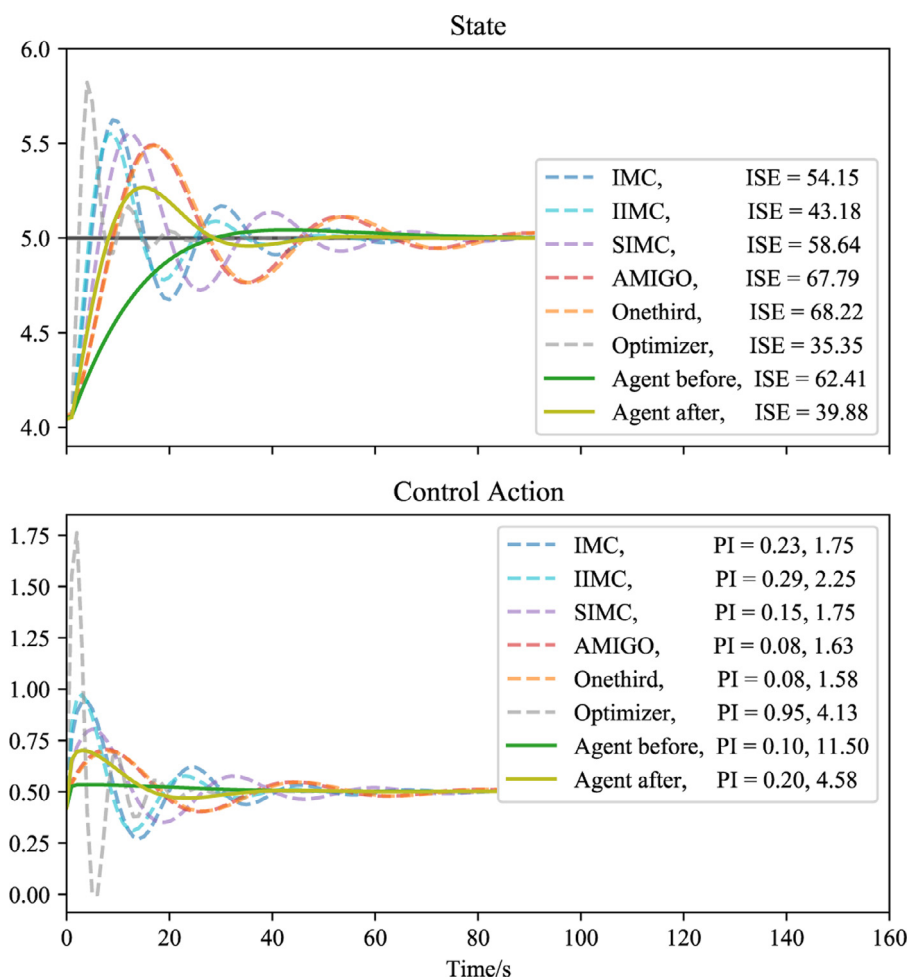 State
6.0
5.5
5.0
4.5
4.0
IMC, ISE = 54.15
IIMC, ISE = 43.18
SIMC, ISE = 58.64
AMIGO, ISE = 67.79
Onethird, ISE = 68.22
Optimizer, ISE = 35.35
Agent before, ISE = 62.41
Agent after, ISE = 39.88
Control Action
1.75
1.50
1.25
1.00
0.75
0.50
0.25
0.00
IMC, PI = 0.23, 1.75
IIMC, PI = 0.29, 2.25
SIMC, PI = 0.15, 1.75
AMIGO, PI = 0.08, 1.63
Onethird, PI = 0.08, 1.58
Optimizer, PI = 0.95, 4.13
Agent before, PI = 0.10, 11.50
Agent after, PI = 0.20, 4.58
0 20 40 60 80 100 120 140 160
Time/s